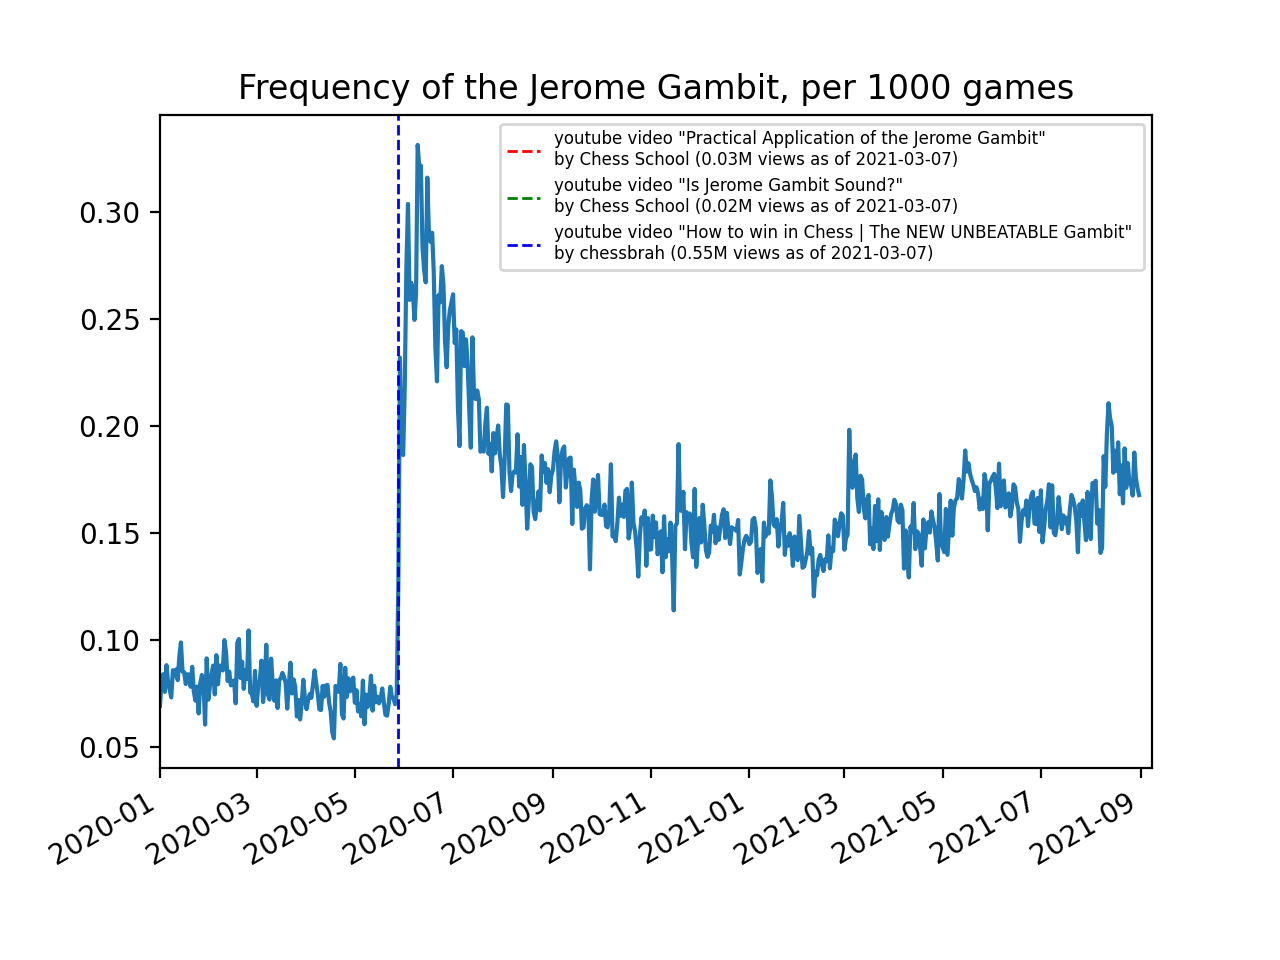 Frequency of the Jerome Gambit, per 1000 games
youtube video "Practical Application of the Jerome Gambit"
by Chess School (0.03M views as of 2021-03-07)
youtube video "Is Jerome Gambit Sound?"
by Chess School (0.02M views as of 2021-03-07)
youtube video "How to win in Chess | The NEW UNBEATABLE Gambit"
by chessbrah (0.55M views as of 2021-03-07)
0.30
0.25
0.20
0.15
0.10
0.05
2020-01
2020-03
2020-05
2020-07
2020-09
2020-11
2021-01
2021-03
2021-05
2021-07
2021-09